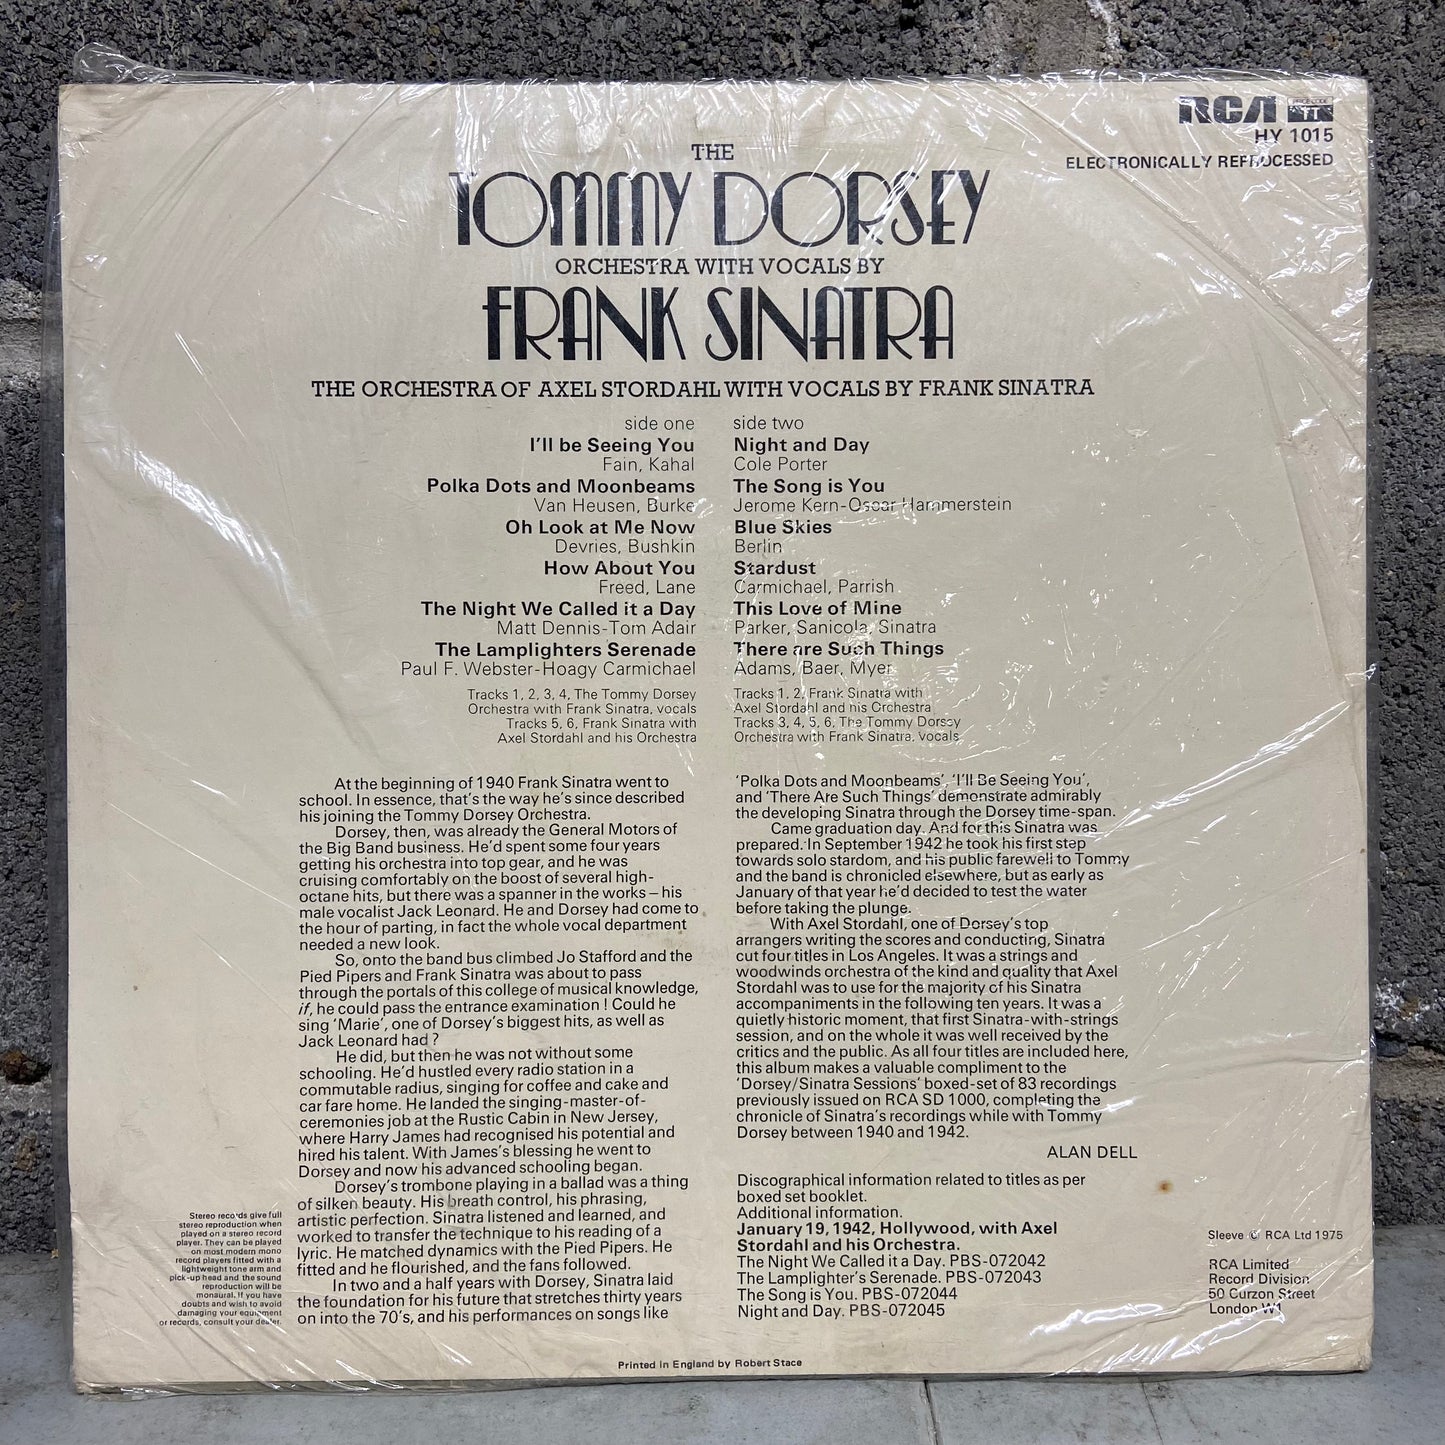 RCA
HY 1015
ELECTRONICALLY REPROCESSED
THE
TOMMY DORSEY
ORCHESTRA WITH VOCALS BY
FRANK SINATRA
THE ORCHESTRA OF AXEL STORDAHL WITH VOCALS BY FRANK SINATRA
side one
I'll be Seeing You
Fain, Kahal
Polka Dots and Moonbeams
Van Heusen, Burke
Oh Look at Me Now
Devries, Bushkin
How About You
Freed, Lane
The Night We Called it a Day
Matt Dennis-Tom Adair
The Lamplighters Serenade
Paul F. Webster-Hoagy Carmichael
Tracks 1, 2, 3, 4, The Tommy Dorsey
Orchestra with Frank Sinatra, vocals
Tracks 5, 6, Frank Sinatra with
Axel Stordahl and his Orchestra
side two
Night and Day
Cole Porter
The Song is You
Jerome Kern-Oscar Hammerstein
Blue Skies
Berlin
Stardust
Carmichael, Parrish
This Love of Mine
Parker, Sanicola, Sinatra
There are Such Things
Adams, Baer, Myer
Tracks 1, 2, Frank Sinatra with
Axel Stordahl and his Orchestra
Tracks 3, 4, 5, 6, The Tommy Dorsey
Orchestra with Frank Sinatra, vocals
At the beginning of 1940 Frank Sinatra went to
school. In essence, that's the way he's since described
his joining the Tommy Dorsey Orchestra.
Dorsey, then, was already the General Motors of
the Big Band business. He'd spent some four years
getting his orchestra into top gear, and he was
cruising comfortably on the boost of several high-
octane hits, but there was a spanner in the works – his
male vocalist Jack Leonard. He and Dorsey had come to
the hour of parting, in fact the whole vocal department
needed a new look.
So, onto the band bus climbed Jo Stafford and the
Pied Pipers and Frank Sinatra was about to pass
through the portals of this college of musical knowledge,
if, he could pass the entrance examination ! Could he
sing 'Marie', one of Dorsey's biggest hits, as well as
Jack Leonard had ?
He did, but then he was not without some
schooling. He'd hustled every radio station in a
commutable radius, singing for coffee and cake and
car fare home. He landed the singing-master-of-
ceremonies job at the Rustic Cabin in New Jersey,
where Harry James had recognised his potential and
hired his talent. With James's blessing he went to
Dorsey and now his advanced schooling began.
Dorsey's trombone playing in a ballad was a thing
of silken beauty. His breath control, his phrasing,
artistic perfection. Sinatra listened and learned, and
worked to transfer the technique to his reading of a
lyric. He matched dynamics with the Pied Pipers. He
fitted and he flourished, and the fans followed.
In two and a half years with Dorsey, Sinatra laid
the foundation for his future that stretches thirty years
on into the 70's, and his performances on songs like
'Polka Dots and Moonbeams', 'I'll Be Seeing You',
and 'There Are Such Things' demonstrate admirably
the developing Sinatra through the Dorsey time-span.
Came graduation day. And for this Sinatra was
prepared. In September 1942 he took his first step
towards solo stardom, and his public farewell to Tommy
and the band is chronicled elsewhere, but as early as
January of that year he'd decided to test the water
before taking the plunge.
With Axel Stordahl, one of Dorsey's top
arrangers writing the scores and conducting, Sinatra
cut four titles in Los Angeles. It was a strings and
woodwinds orchestra of the kind and quality that Axel
Stordahl was to use for the majority of his Sinatra
accompaniments in the following ten years. It was a
quietly historic moment, that first Sinatra-with-strings
session, and on the whole it was well received by the
critics and the public. As all four titles are included here,
this album makes a valuable compliment to the
'Dorsey/Sinatra Sessions' boxed-set of 83 recordings
previously issued on RCA SD 1000, completing the
chronicle of Sinatra's recordings while with Tommy
Dorsey between 1940 and 1942.
ALAN DELL
Discographical information related to titles as per
boxed set booklet.
Additional information.
January 19, 1942, Hollywood, with Axel
Stordahl and his Orchestra.
The Night We Called it a Day. PBS-072042
The Lamplighter's Serenade. PBS-072043
The Song is You. PBS-072044
Night and Day. PBS-072045
Stereo records give full
stereo reproduction when
played on a stereo record
player. They can be played
on most modern mono
record players fitted with a
lightweight tone arm and
pick-up head and the sound
reproduction will be
monaural. If you have
doubts and wish to avoid
damaging your equipment
or records, consult your dealer.
Sleeve © RCA Ltd 1975
RCA Limited
Record Division
50 Curzon Street
London W1
Printed in England by Robert Stace